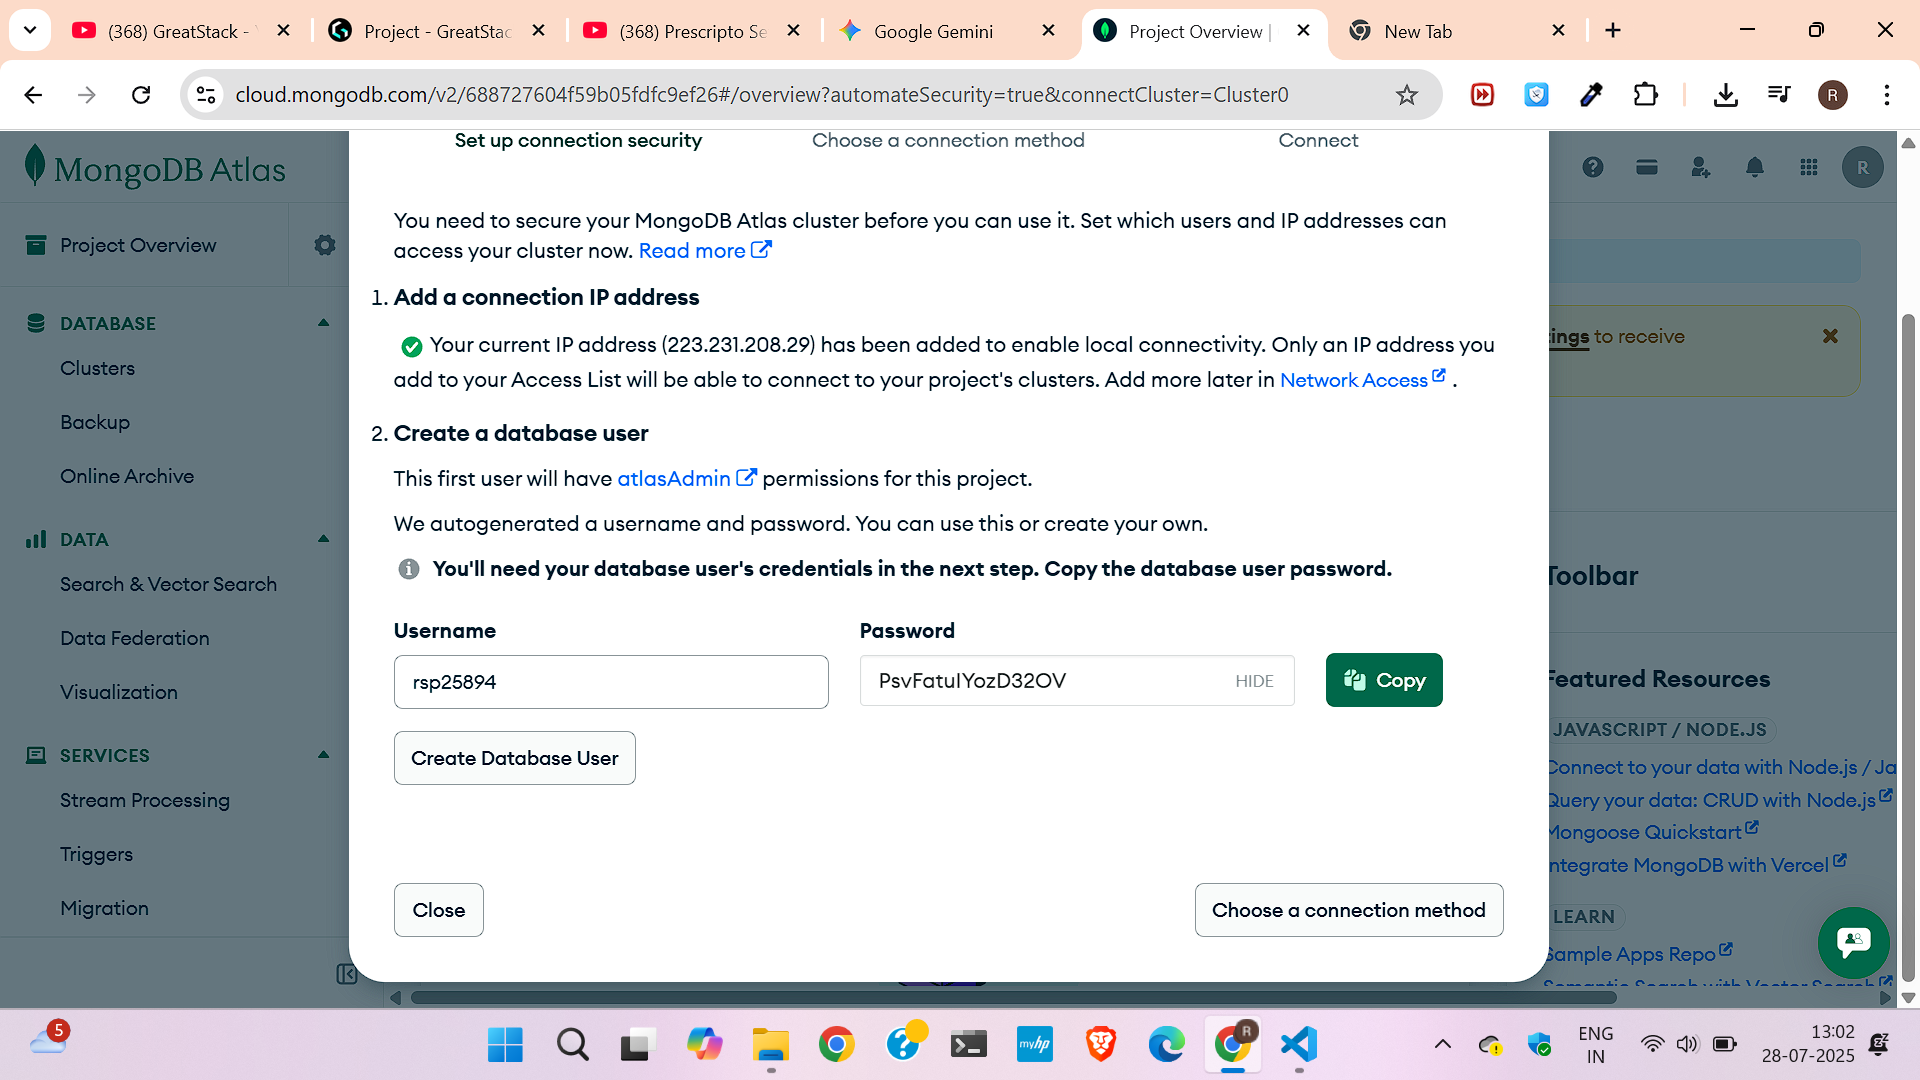 (368) GreatStack -
Project - GreatStac
(368) Prescripto Se
Google Gemini
Project Overview |
New Tab
cloud.mongodb.com/v2/688727604f59b05fdfc9ef26#/overview?automateSecurity=true&connectCluster=Cluster0
R
MongoDB Atlas
Set up connection security
Choose a connection method
Connect
R
Project Overview
DATABASE
Clusters
Backup
Online Archive
DATA
Search & Vector Search
Data Federation
Visualization
SERVICES
Stream Processing
Triggers
Migration
You need to secure your MongoDB Atlas cluster before you can use it. Set which users and IP addresses can
access your cluster now. Read more
1. Add a connection IP address
Your current IP address (223.231.208.29) has been added to enable local connectivity. Only an IP address you
add to your Access List will be able to connect to your project's clusters. Add more later in Network Access .
2. Create a database user
This first user will have atlasAdmin permissions for this project.
We autogenerated a username and password. You can use this or create your own.
You'll need your database user's credentials in the next step. Copy the database user password.
Username
Password
rsp25894
PsvFatuIYozD32OV
HIDE
Copy
Create Database User
Close
Choose a connection method
to receive
Toolbar
Featured Resources
JAVASCRIPT / NODE.JS
Connect to your data with Node.js / Ja
Query your data: CRUD with Node.js
Mongoose Quickstart
ntegrate MongoDB with Vercel
LEARN
Sample Apps Repo
Semantic Search with Vector Search
5
myhp
R
ENG
IN
13:02
28-07-2025